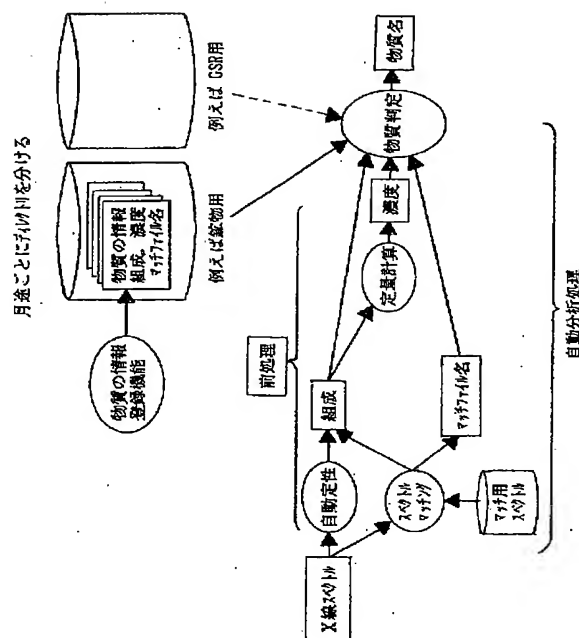 月途ごとにディレクトリを分ける
物質の情報
登録機能
物質の情報
組成。濃度
マッチファイル名
例えば鉱物用
例えば GSR用
前処理
X線スペクトル
自動定性
組成
定量計算
濃度
物質判定
物質名
スペクトル
マッチング
マッチファイル名
マッチ用
スペクトル
自動分析処理